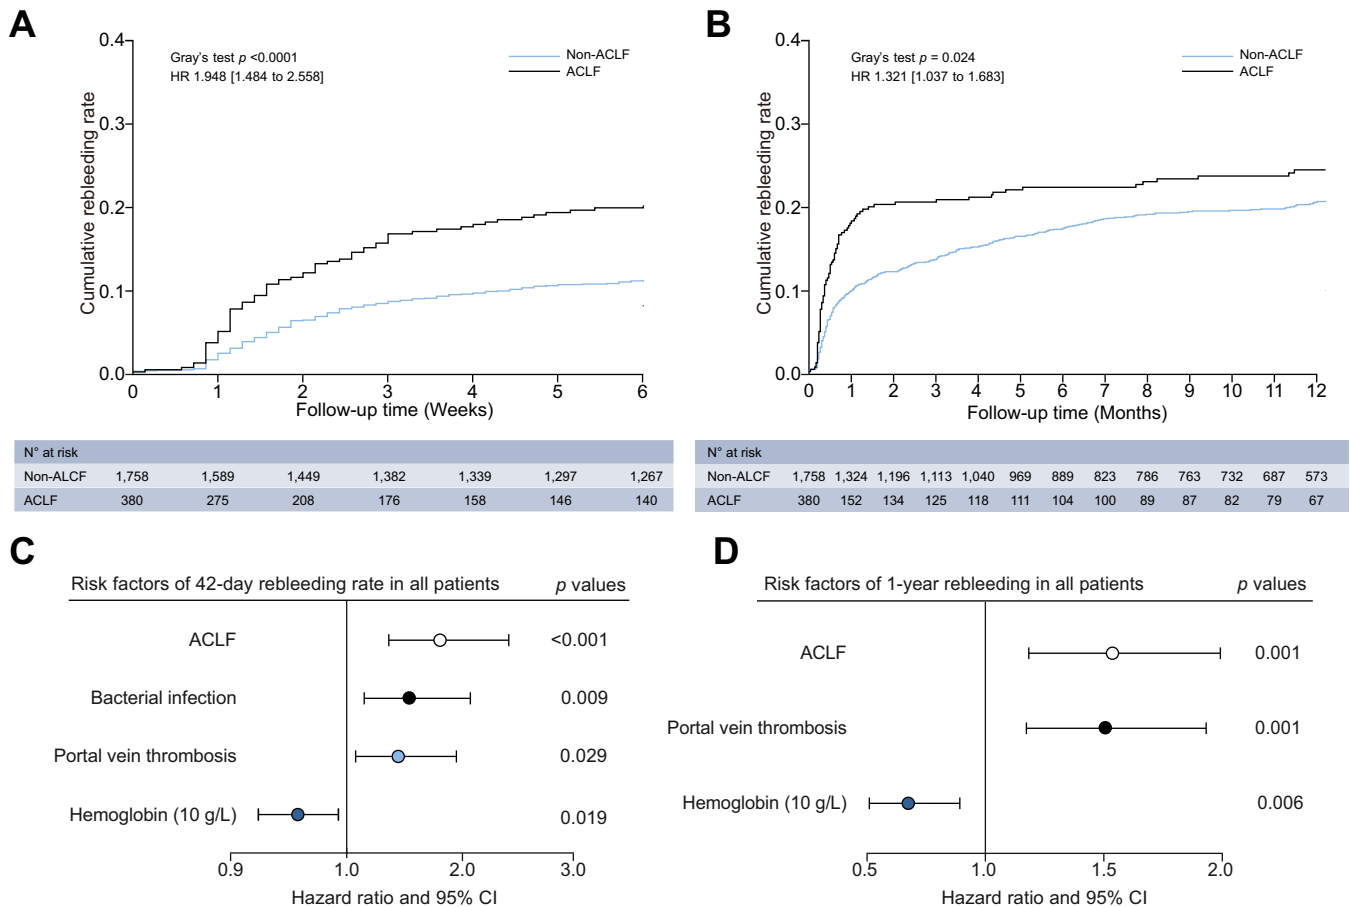 A
Gray's test p <0.0001
HR 1.948 [1.484 to 2.558]
Non-ACLF
ACLF
Cumulative rebleeding rate
0.4
0.3
0.2
0.1
0.0
0 1 2 3 4 5 6
Follow-up time (Weeks)
N° at risk
Non-ALCF 1,758 1,589 1,449 1,382 1,339 1,297 1,267
ACLF 380 275 208 176 158 146 140
B
Gray's test p = 0.024
HR 1.321 [1.037 to 1.683]
Non-ACLF
ACLF
Cumulative rebleeding rate
0.4
0.3
0.2
0.1
0.0
0 1 2 3 4 5 6 7 8 9 10 11 12
Follow-up time (Months)
N° at risk
Non-ACLF 1,758 1,324 1,196 1,113 1,040 969 889 823 786 763 732 687 573
ACLF 380 152 134 125 118 111 104 100 89 87 82 79 67
C
Risk factors of 42-day rebleeding rate in all patients p values
ACLF <0.001
Bacterial infection 0.009
Portal vein thrombosis 0.029
Hemoglobin (10 g/L) 0.019
0.9 1.0 2.0 3.0
Hazard ratio and 95% CI
D
Risk factors of 1-year rebleeding in all patients p values
ACLF 0.001
Portal vein thrombosis 0.001
Hemoglobin (10 g/L) 0.006
0.5 1.0 1.5 2.0
Hazard ratio and 95% CI